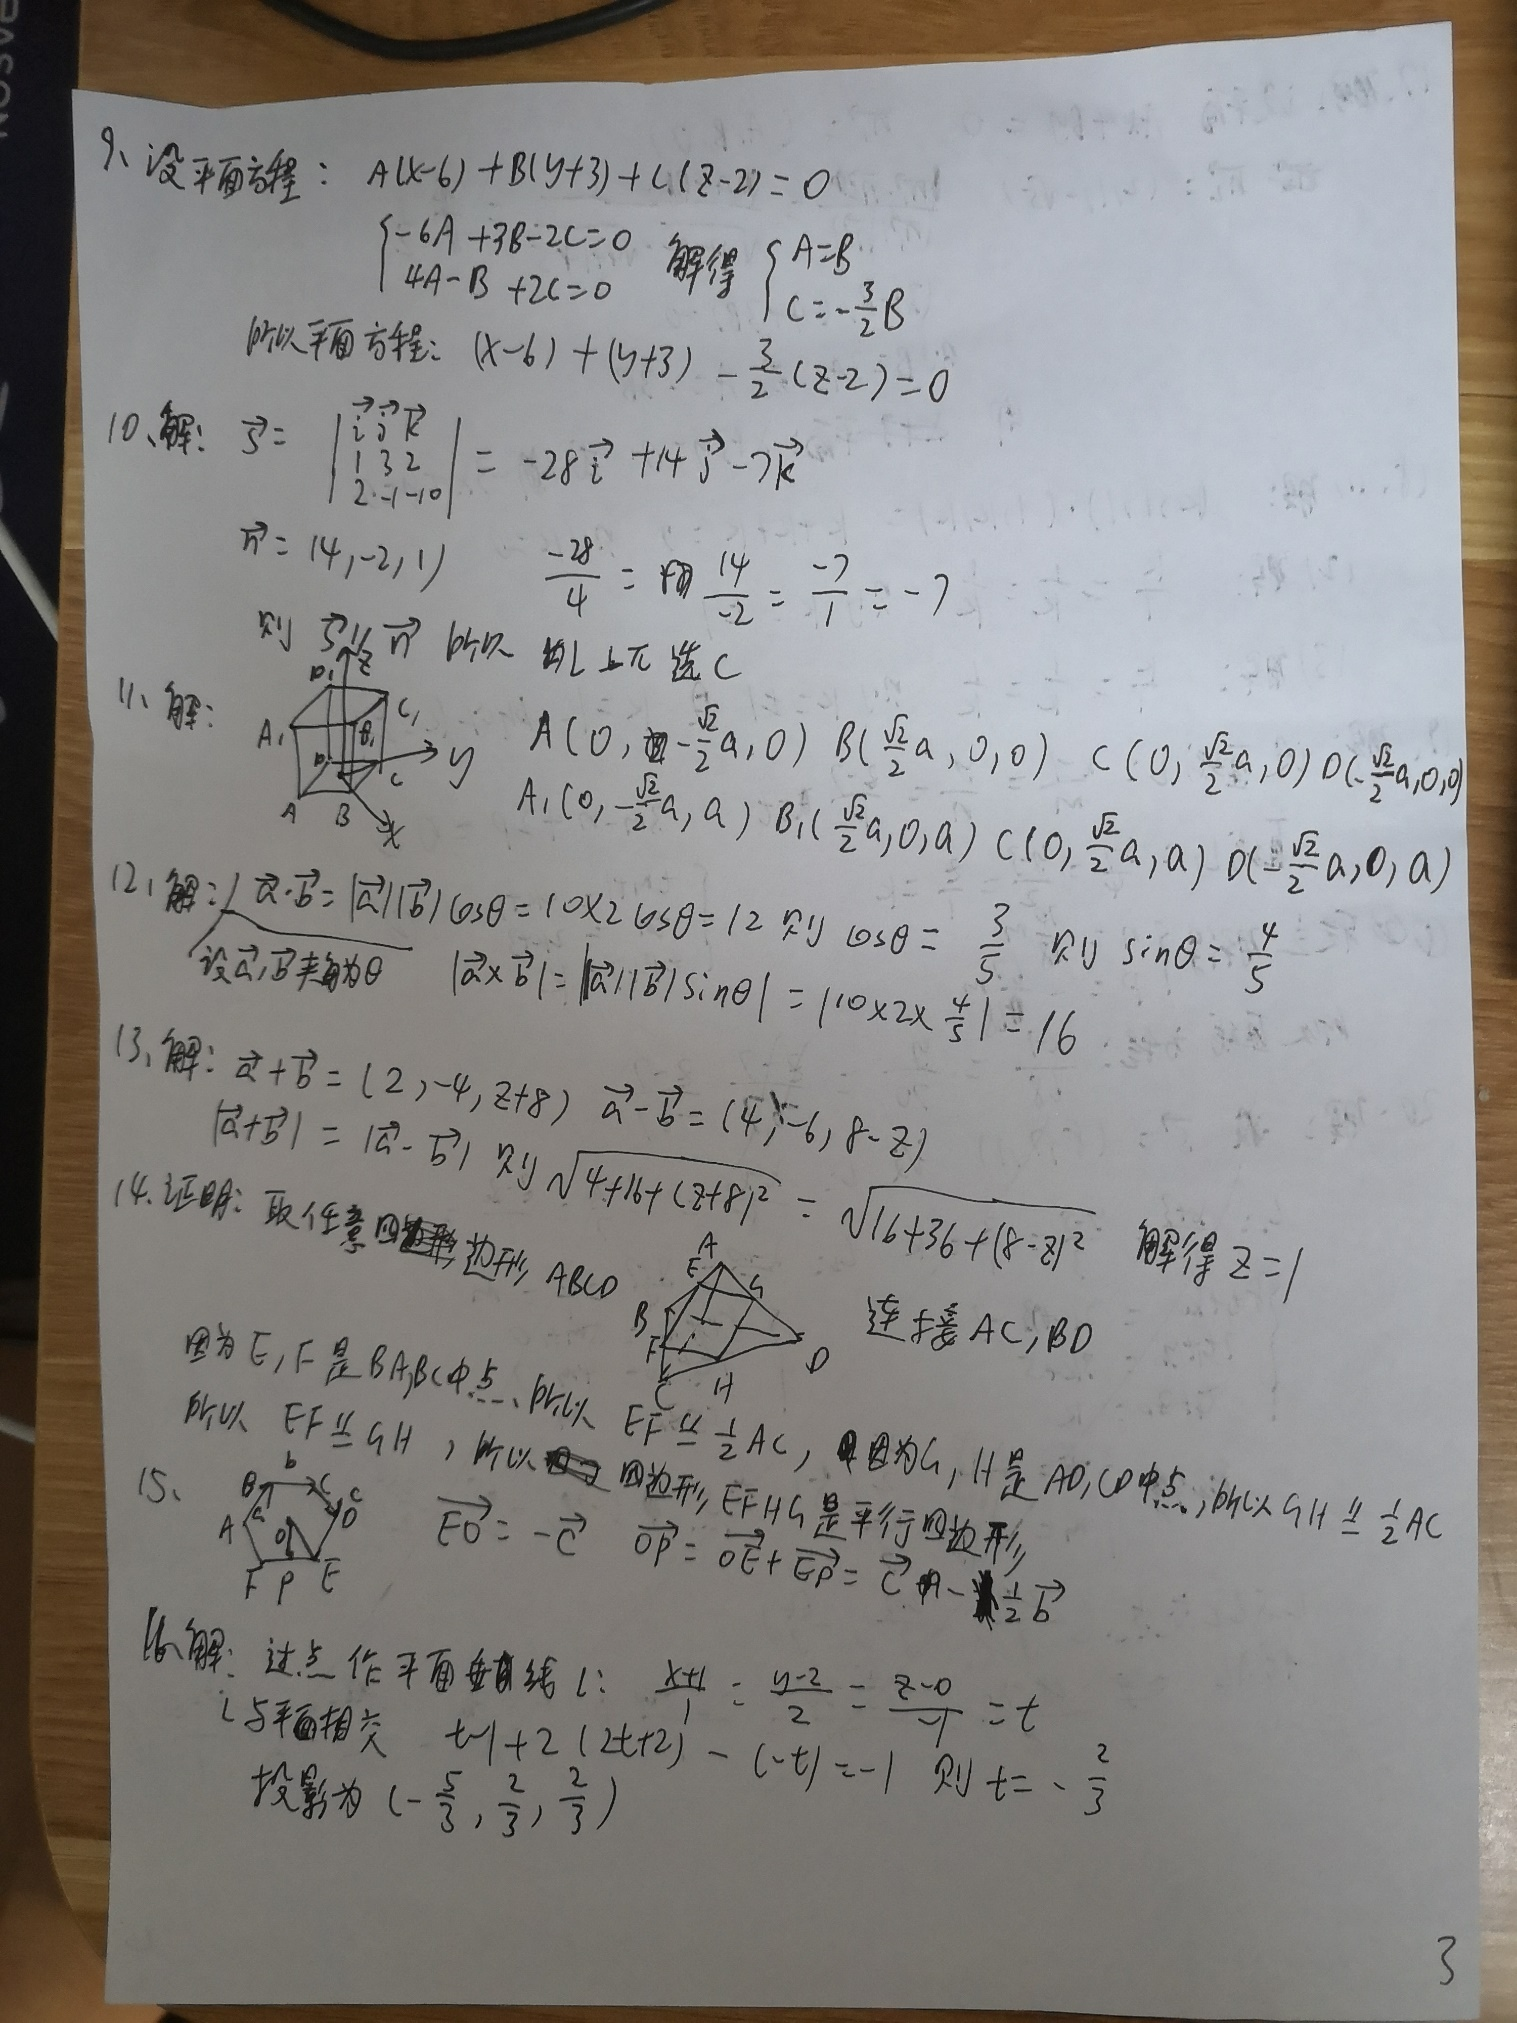 9、设平面方程: A(x-6)+B(y+3)+C(z-2)=0
{-6A+3B-2C=0
4A-B+2C=0 解得 {A=B
C=-3/2B
所以平面方程: (x-6)+(y+3)-3/2(z-2)=0
10、解: s⃗= |i⃗ j⃗ k⃗
1 3 2
2 -1 -10| = -28i⃗+14j⃗-7k⃗
n⃗=(4,-2,1) -28/4=14/-2=-7/1=-7
则 s⃗∥n⃗ 所以 L⊥π 选C
11、解: A(0,-√2/2a,0) B(√2/2a,0,0) C(0,√2/2a,0) D(-√2/2a,0,0)
A₁(0,-√2/2a,a) B₁(√2/2a,0,a) C(0,√2/2a,a) D(-√2/2a,0,a)
A₁ D₁ C₁ B₁ A B C D x y z
12、解: a⃗·b⃗=|a⃗||b⃗|cosθ=10×2cosθ=12 则 cosθ=3/5 则 sinθ=4/5
设a⃗,b⃗夹角为θ |a⃗×b⃗|=||a⃗||b⃗|sinθ|=|10×2×4/5|=16
13、解: a⃗+b⃗=(2,-4,z+8) a⃗-b⃗=(4,-6,8-z)
|a⃗+b⃗|=|a⃗-b⃗| 则 √4+16+(z+8)²=√16+36+(8-z)² 解得 z=1
14.证明: 取任意四边形 ABCD 连接AC,BD
A E G B F C H D
因为E,F是BA,BC中点、所以 EF≝1/2AC, 因为G,H是AD,CD中点,所以GH≝1/2AC
所以 EF≝GH, 所以四边形EFHG是平行四边形
15、 EO→=-c⃗ OP→=OE→+EP→=c⃗-1/2b⃗
B b C c a A D O F P E
16、解: 过点作平面垂线L: x+1/1=y-2/2=z-0/-1=t
L与平面相交 t-1+2(2t+2)-(-t)=-1 则 t=-2/3
投影为(-5/3,2/3,2/3)
3